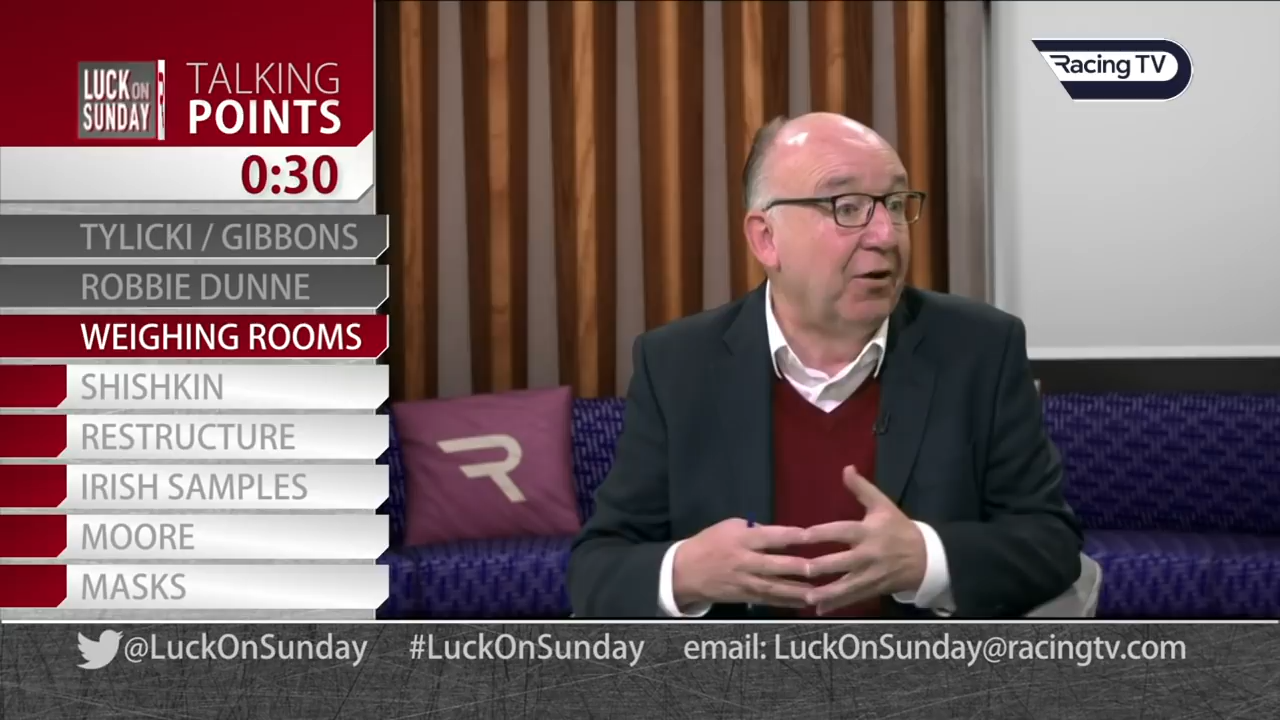 LUCK ON
SUNDAY
TALKING
POINTS
0:30
TYLICKI / GIBBONS
ROBBIE DUNNE
WEIGHING ROOMS
SHISHKIN
RESTRUCTURE
IRISH SAMPLES
MOORE
MASKS
Racing TV
@LuckOnSunday #LuckOnSunday email: LuckOnSunday@racingtv.com